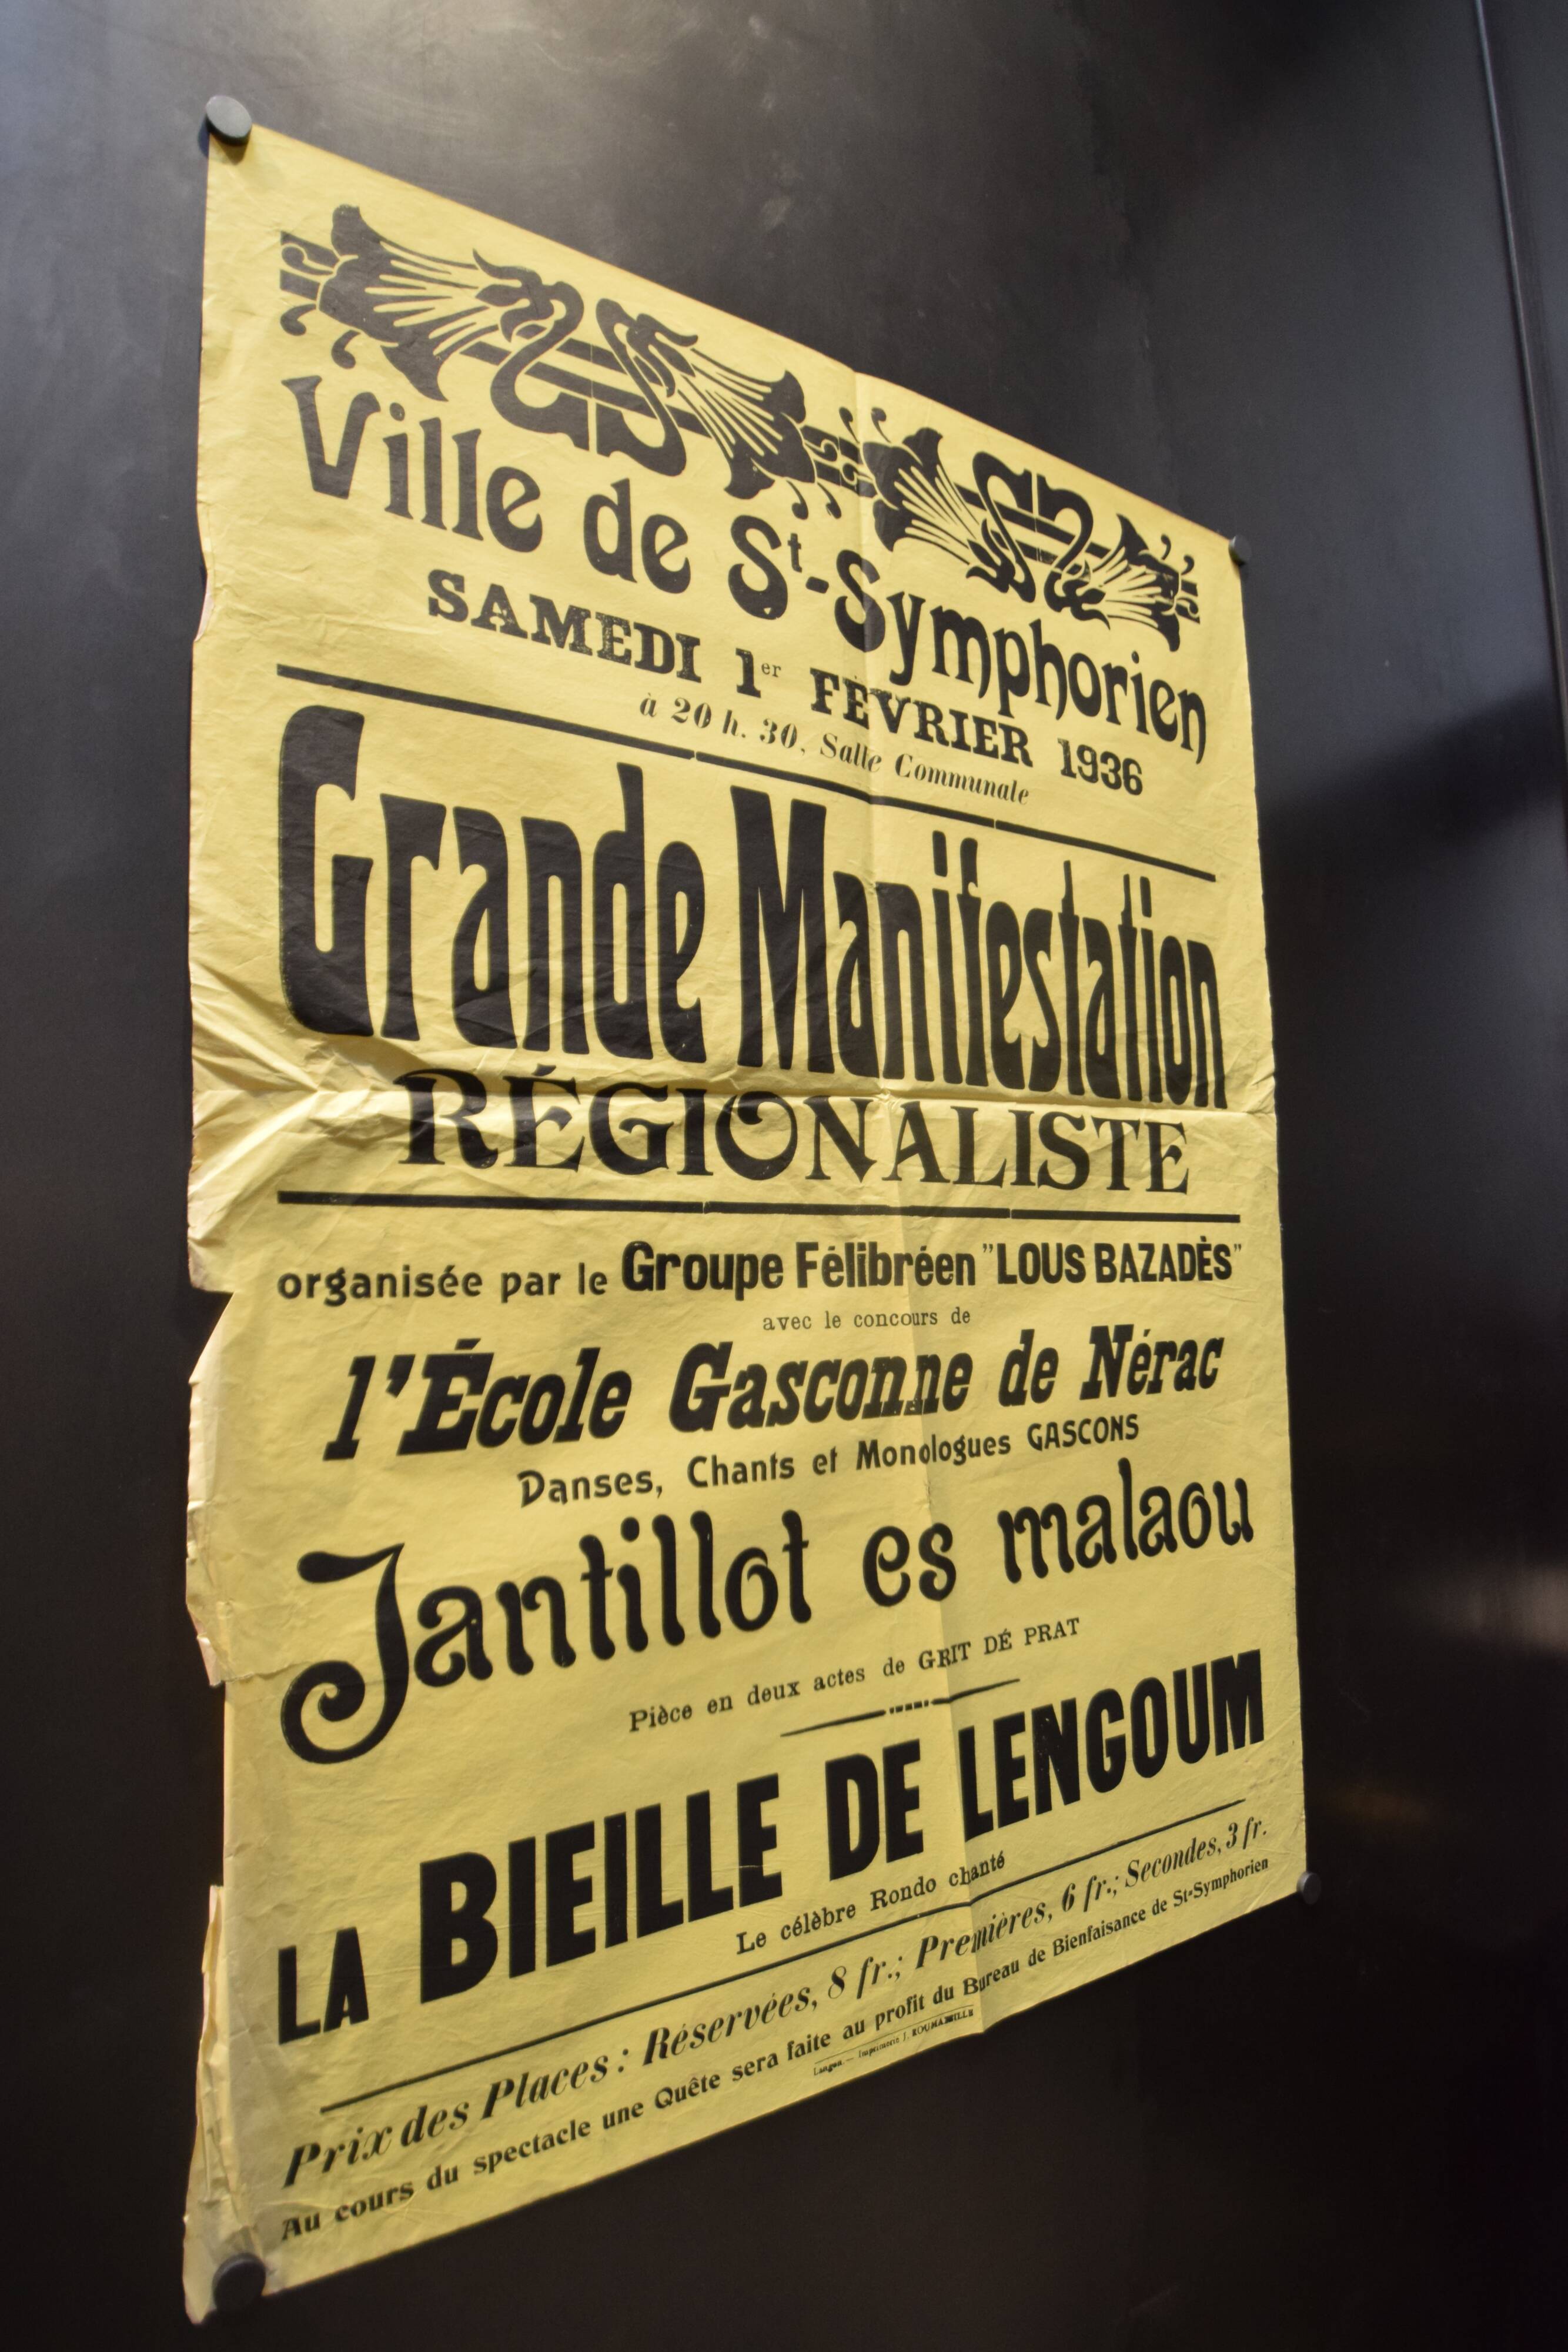 Ville de St-Symphorien
SAMEDI 1er FÉVRIER 1936
à 20 h. 30, Salle Communale
Grande Manifestation
RÉGIONALISTE
organisée par le Groupe Félibréen "LOUS BAZADÈS"
avec le concours de
l'École Gasconne de Nérac
Danses, Chants et Monologues GASCONS
Jantillot es malaou
Pièce en deux actes de GRIT DÉ PRAT
LA BIEILLE DE LENGOUM
Le célèbre Rondo chanté
Prix des Places : Réservées, 8 fr.; Premières, 6 fr.; Secondes, 3 fr.
Au cours du spectacle une Quête sera faite au profit du Bureau de Bienfaisance de St-Symphorien
Langon — Imprimerie J.